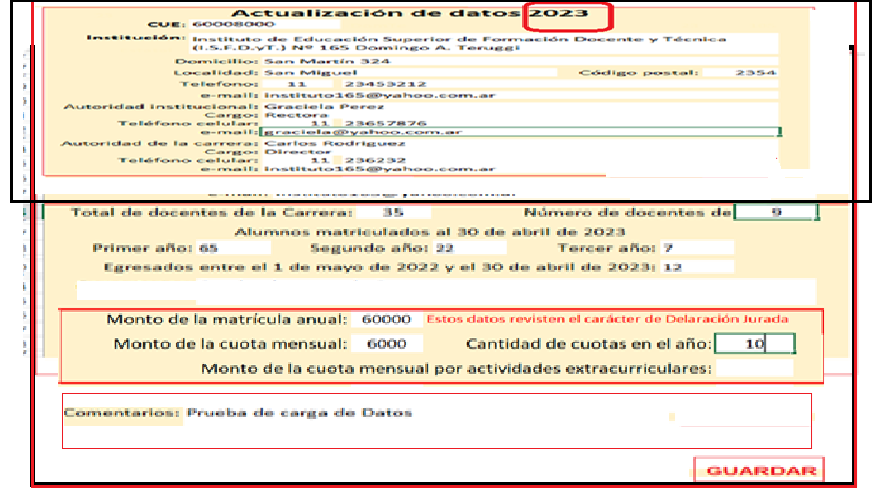 Actualización de datos 2023
CUE: 60008000
Institución: Instituto de Educación Superior de Formación Docente y Técnica
(I.S.F.D.yT.) Nº 165 Domingo A. Teruggi
Domicilio: San Martín 324
Localidad: San Miguel Código postal: 2354
Telefono: 11 23453212
e-mail: instituto165@yahoo.com.ar
Autoridad institucional: Graciela Perez
Cargo: Rectora
Teléfono celular: 11 23657876
e-mail: graciela@yahoo.com.ar
Autoridad de la carrera: Carlos Rodriguez
Cargo: Director
Teléfono celular: 11 236232
e-mail: instituto165@yahoo.com.ar
Total de docentes de la Carrera: 35 Número de docentes de 9
Alumnos matriculados al 30 de abril de 2023
Primer año: 65 Segundo año: 22 Tercer año: 7
Egresados entre el 1 de mayo de 2022 y el 30 de abril de 2023: 12
Monto de la matrícula anual: 60000 Estos datos revisten el carácter de Delaración Jurada
Monto de la cuota mensual: 6000 Cantidad de cuotas en el año: 10
Monto de la cuota mensual por actividades extracurriculares:
Comentarios: Prueba de carga de Datos
GUARDAR